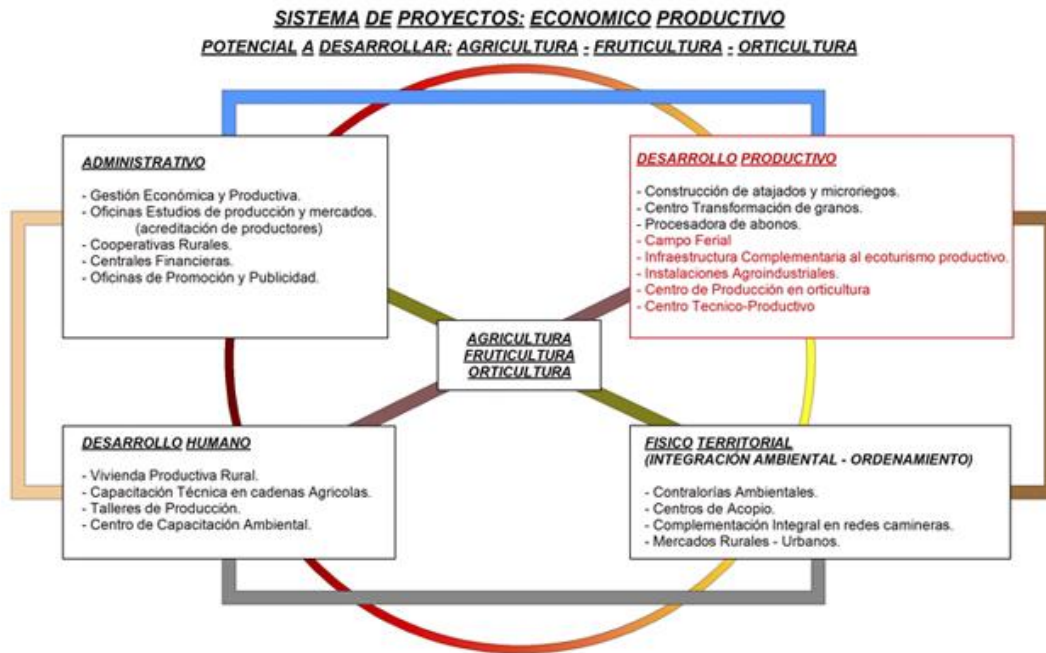 SISTEMA DE PROYECTOS: ECONOMICO PRODUCTIVO
POTENCIAL A DESARROLLAR: AGRICULTURA - FRUTICULTURA - ORTICULTURA
ADMINISTRATIVO
- Gestión Económica y Productiva.
- Oficinas Estudios de producción y mercados.
(acreditación de productores)
- Cooperativas Rurales.
- Centrales Financieras.
- Oficinas de Promoción y Publicidad.
DESARROLLO PRODUCTIVO
- Construcción de atajados y microriegos.
- Centro Transformación de granos.
- Procesadora de abonos.
- Campo Ferial
- Infraestructura Complementaria al ecoturismo productivo.
- Instalaciones Agroindustriales.
- Centro de Producción en orticultura
- Centro Tecnico-Productivo
AGRICULTURA
FRUTICULTURA
ORTICULTURA
DESARROLLO HUMANO
- Vivienda Productiva Rural.
- Capacitación Técnica en cadenas Agricolas.
- Talleres de Producción.
- Centro de Capacitación Ambiental.
FISICO TERRITORIAL
(INTEGRACIÓN AMBIENTAL - ORDENAMIENTO)
- Contralorías Ambientales.
- Centros de Acopio.
- Complementación Integral en redes camineras.
- Mercados Rurales - Urbanos.